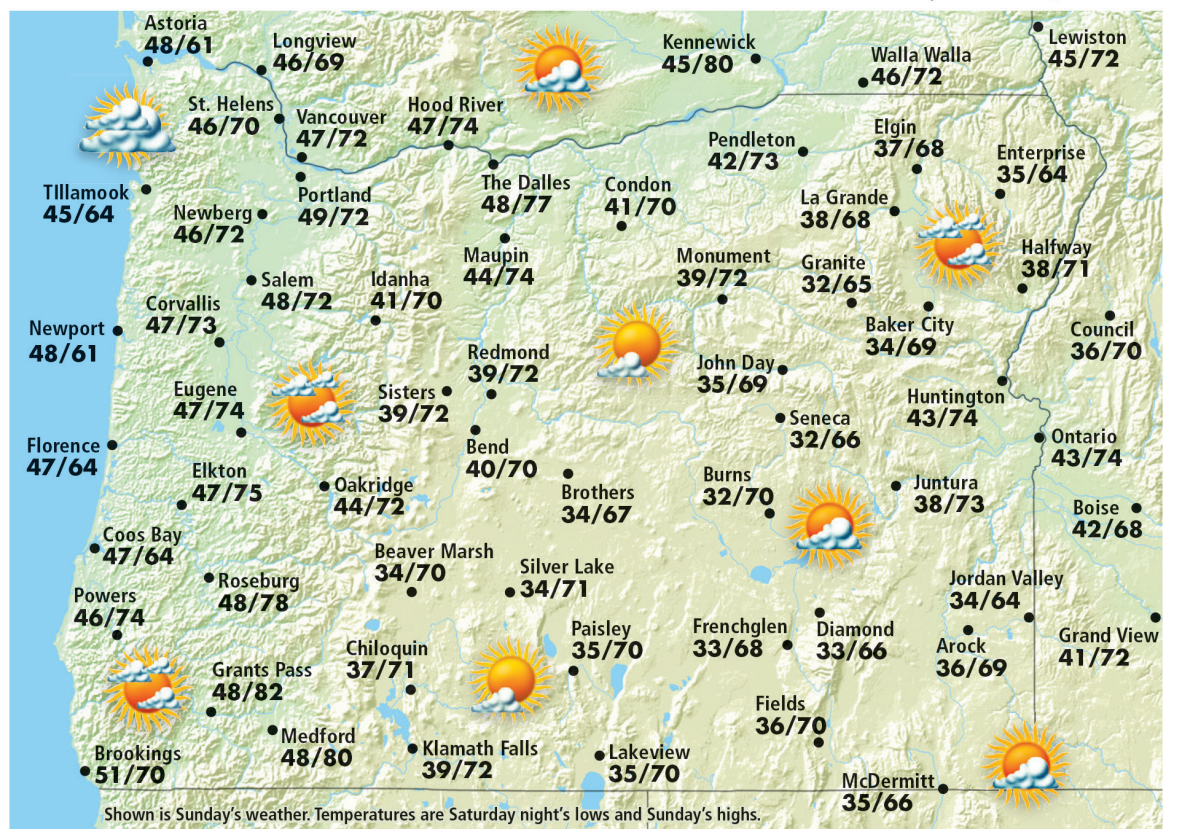 Astoria
48/61
Longview
46/69
Kennewick
45/80
Walla Walla
46/72
Lewiston
45/72
St. Helens
46/70
Vancouver
47/72
Hood River
47/74
Pendleton
42/73
Elgin
37/68
Enterprise
35/64
TIllamook
45/64
Portland
49/72
The Dalles
48/77
Condon
41/70
La Grande
38/68
Newberg
46/72
Maupin
44/74
Monument
39/72
Granite
32/65
Halfway
38/71
Salem
48/72
Idanha
41/70
Corvallis
47/73
Newport
48/61
Baker City
34/69
Council
36/70
Redmond
39/72
John Day
35/69
Eugene
47/74
Sisters
39/72
Huntington
43/74
Seneca
32/66
Florence
47/64
Bend
40/70
Ontario
43/74
Elkton
47/75
Oakridge
44/72
Brothers
34/67
Burns
32/70
Juntura
38/73
Boise
42/68
Coos Bay
47/64
Beaver Marsh
34/70
Silver Lake
34/71
Roseburg
48/78
Jordan Valley
34/64
Powers
46/74
Paisley
35/70
Frenchglen
33/68
Diamond
33/66
Arock
36/69
Grand View
41/72
Chiloquin
37/71
Grants Pass
48/82
Fields
36/70
Medford
48/80
Klamath Falls
39/72
Lakeview
35/70
Brookings
51/70
McDermitt
35/66
Shown is Sunday's weather. Temperatures are Saturday night's lows and Sunday's highs.